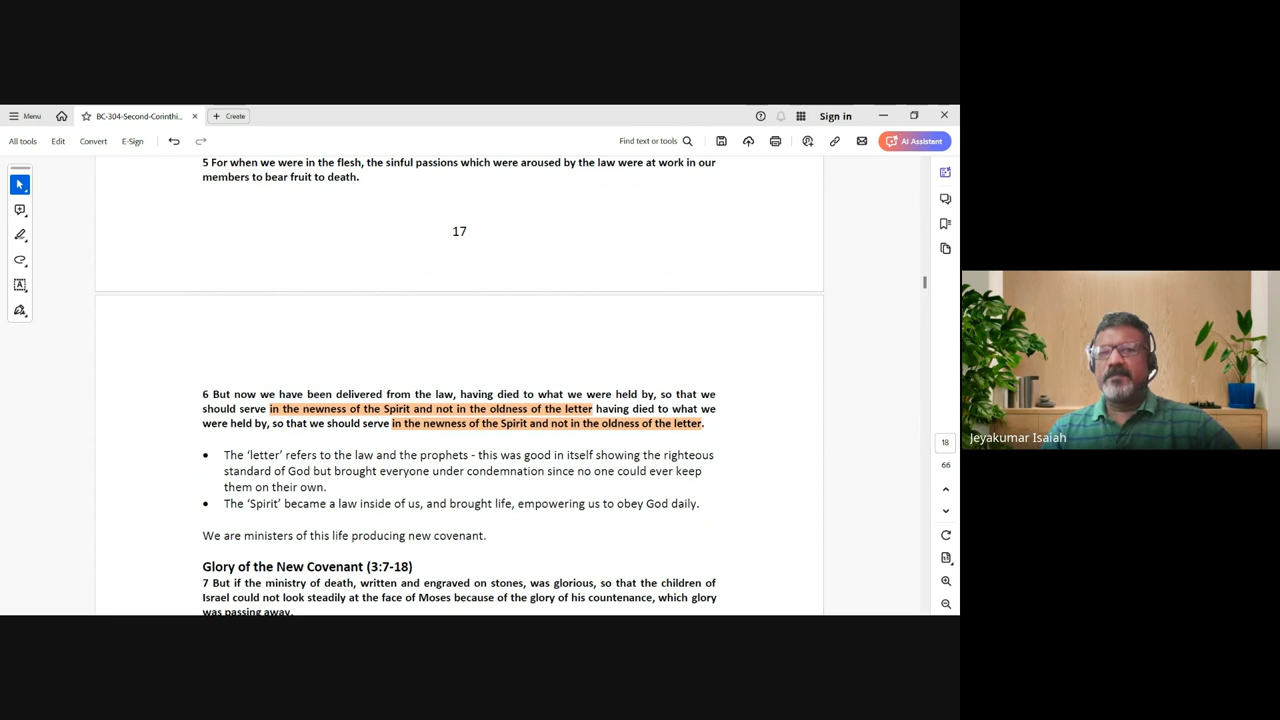 Menu
BC-304-Second-Corinthi...
Create
Sign in
All tools
Edit
Convert
E-Sign
Find text or tools
AI Assistant
5 For when we were in the flesh, the sinful passions which were aroused by the law were at work in our
members to bear fruit to death.
17
6 But now we have been delivered from the law, having died to what we were held by, so that we
should serve in the newness of the Spirit and not in the oldness of the letter having died to what we
were held by, so that we should serve in the newness of the Spirit and not in the oldness of the letter.
• The ‘letter’ refers to the law and the prophets - this was good in itself showing the righteous
standard of God but brought everyone under condemnation since no one could ever keep
them on their own.
• The ‘Spirit’ became a law inside of us, and brought life, empowering us to obey God daily.
We are ministers of this life producing new covenant.
Glory of the New Covenant (3:7-18)
7 But if the ministry of death, written and engraved on stones, was glorious, so that the children of
Israel could not look steadily at the face of Moses because of the glory of his countenance, which glory
was passing away.
18
66
Jeyakumar Isaiah